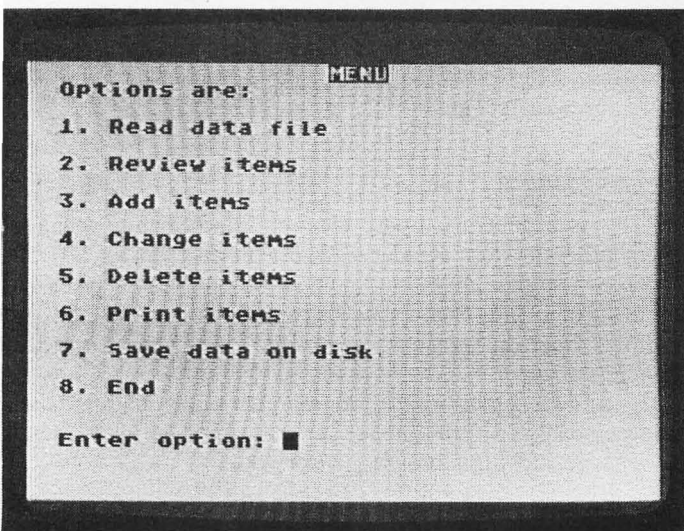 MENU
Options are:
1. Read data file
2. Review items
3. Add items
4. Change items
5. Delete items
6. Print items
7. Save data on disk
8. End
Enter option: